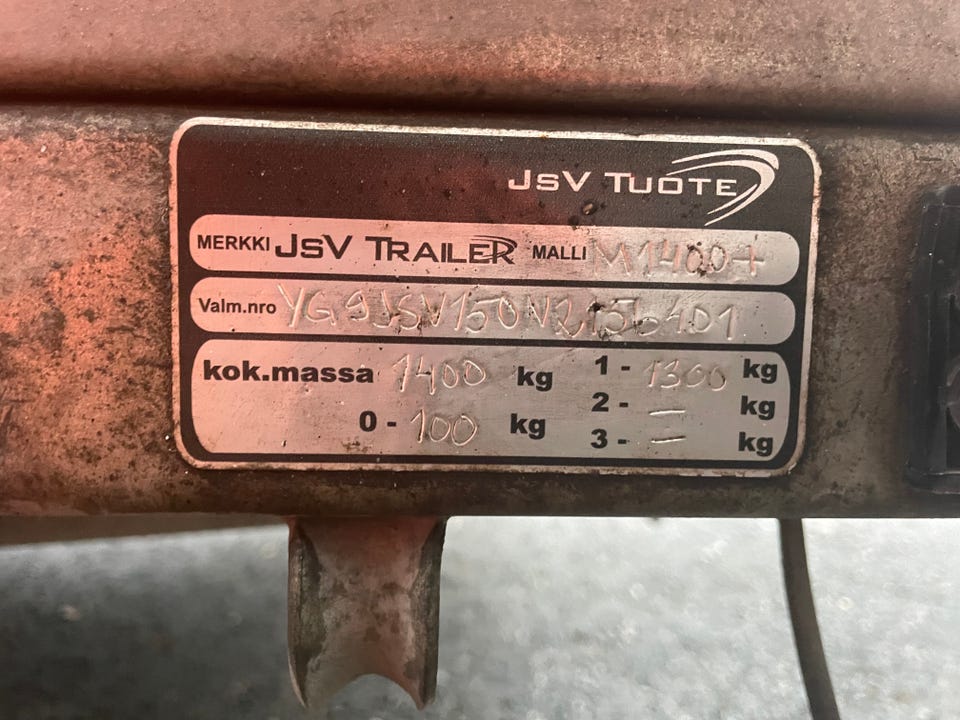 JSV TUOTE
MERKKI JSV TRAILER MALLI M1400+
Valm.nro
kok.massa 1400 kg 1 - 1300 kg
2 - — kg
0 - 100 kg
3 - — kg